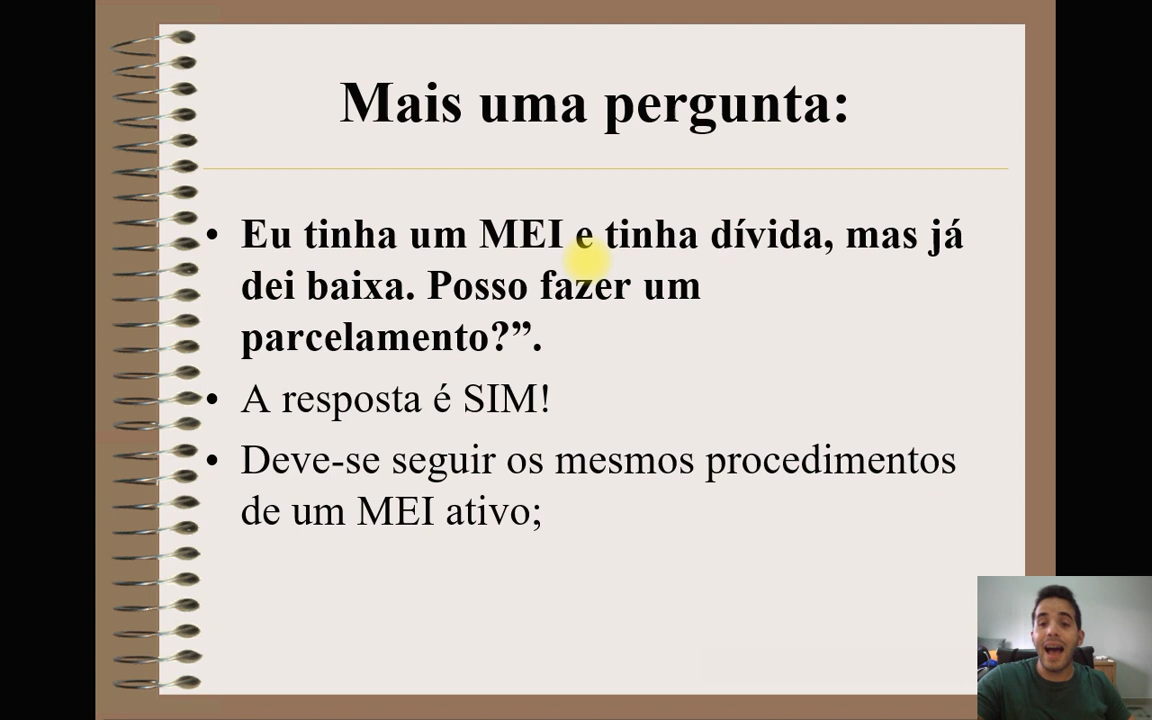 Mais uma pergunta:
• Eu tinha um MEI e tinha dívida, mas já
dei baixa. Posso fazer um
parcelamento?”.
• A resposta é SIM!
• Deve-se seguir os mesmos procedimentos
de um MEI ativo;